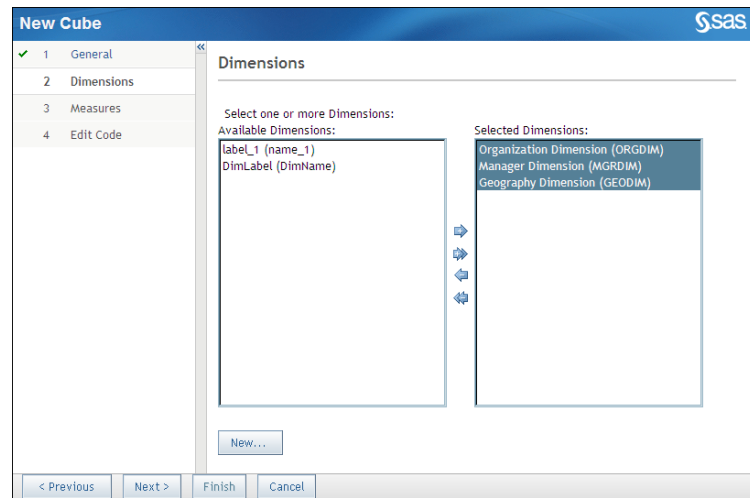 New Cube
sas
1 General
2 Dimensions
3 Measures
4 Edit Code
«
Dimensions
Select one or more Dimensions:
Available Dimensions:
label_1 (name_1)
DimLabel (DimName)
Selected Dimensions:
Organization Dimension (ORGDIM)
Manager Dimension (MGRDIM)
Geography Dimension (GEODIM)
New...
< Previous
Next >
Finish
Cancel